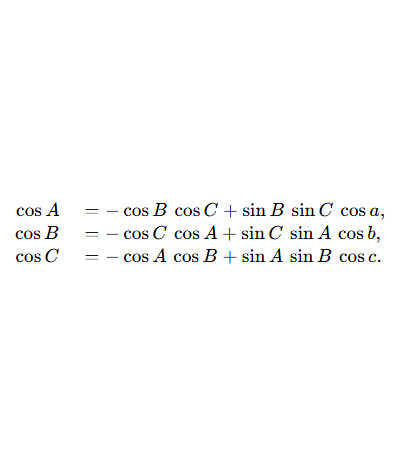 cos A = − cos B cos C + sin B sin C cos a,
cos B = − cos C cos A + sin C sin A cos b,
cos C = − cos A cos B + sin A sin B cos c.